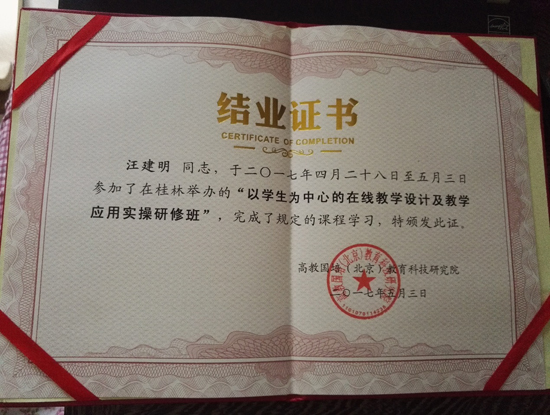 结业证书
CERTIFICATE OF COMPLETION
汪建明 同志，于二〇一七年四月二十八日至五月三日
参加了在桂林举办的“以学生为中心的在线教学设计及教学
应用实操研修班”，完成了规定的课程学习，特颁发此证。
高教国培（北京）教育科技研究院
二〇一七年五月三日